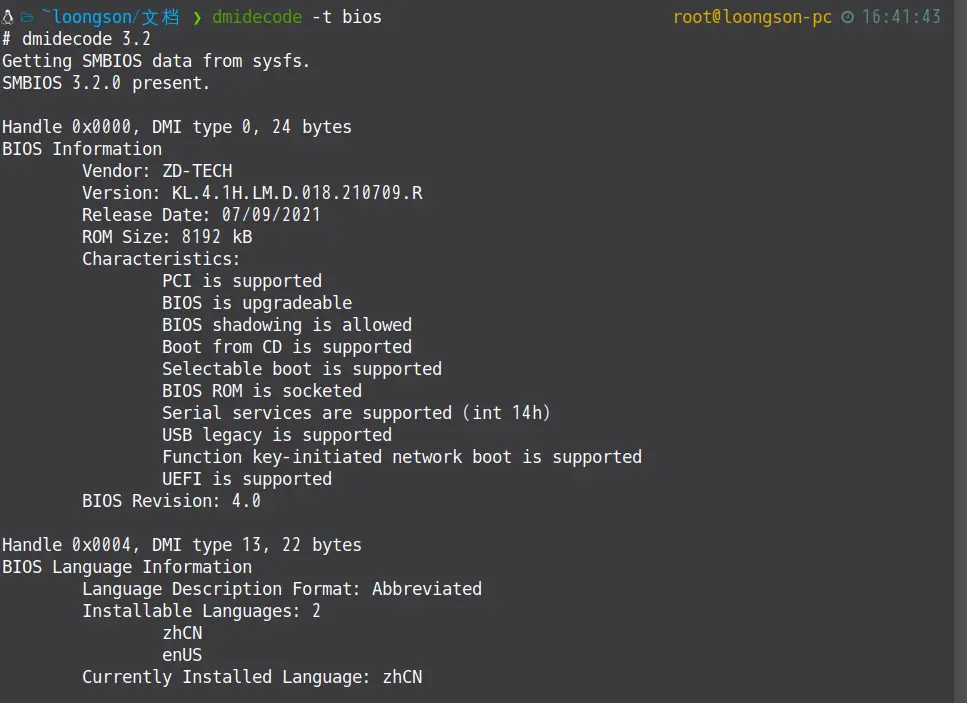 ~loongson/文档 ❯ dmidecode -t bios root@loongson-pc 16:41:43
# dmidecode 3.2
Getting SMBIOS data from sysfs.
SMBIOS 3.2.0 present.
Handle 0x0000, DMI type 0, 24 bytes
BIOS Information
Vendor: ZD-TECH
Version: KL.4.1H.LM.D.018.210709.R
Release Date: 07/09/2021
ROM Size: 8192 kB
Characteristics:
PCI is supported
BIOS is upgradeable
BIOS shadowing is allowed
Boot from CD is supported
Selectable boot is supported
BIOS ROM is socketed
Serial services are supported (int 14h)
USB legacy is supported
Function key-initiated network boot is supported
UEFI is supported
BIOS Revision: 4.0
Handle 0x0004, DMI type 13, 22 bytes
BIOS Language Information
Language Description Format: Abbreviated
Installable Languages: 2
zhCN
enUS
Currently Installed Language: zhCN